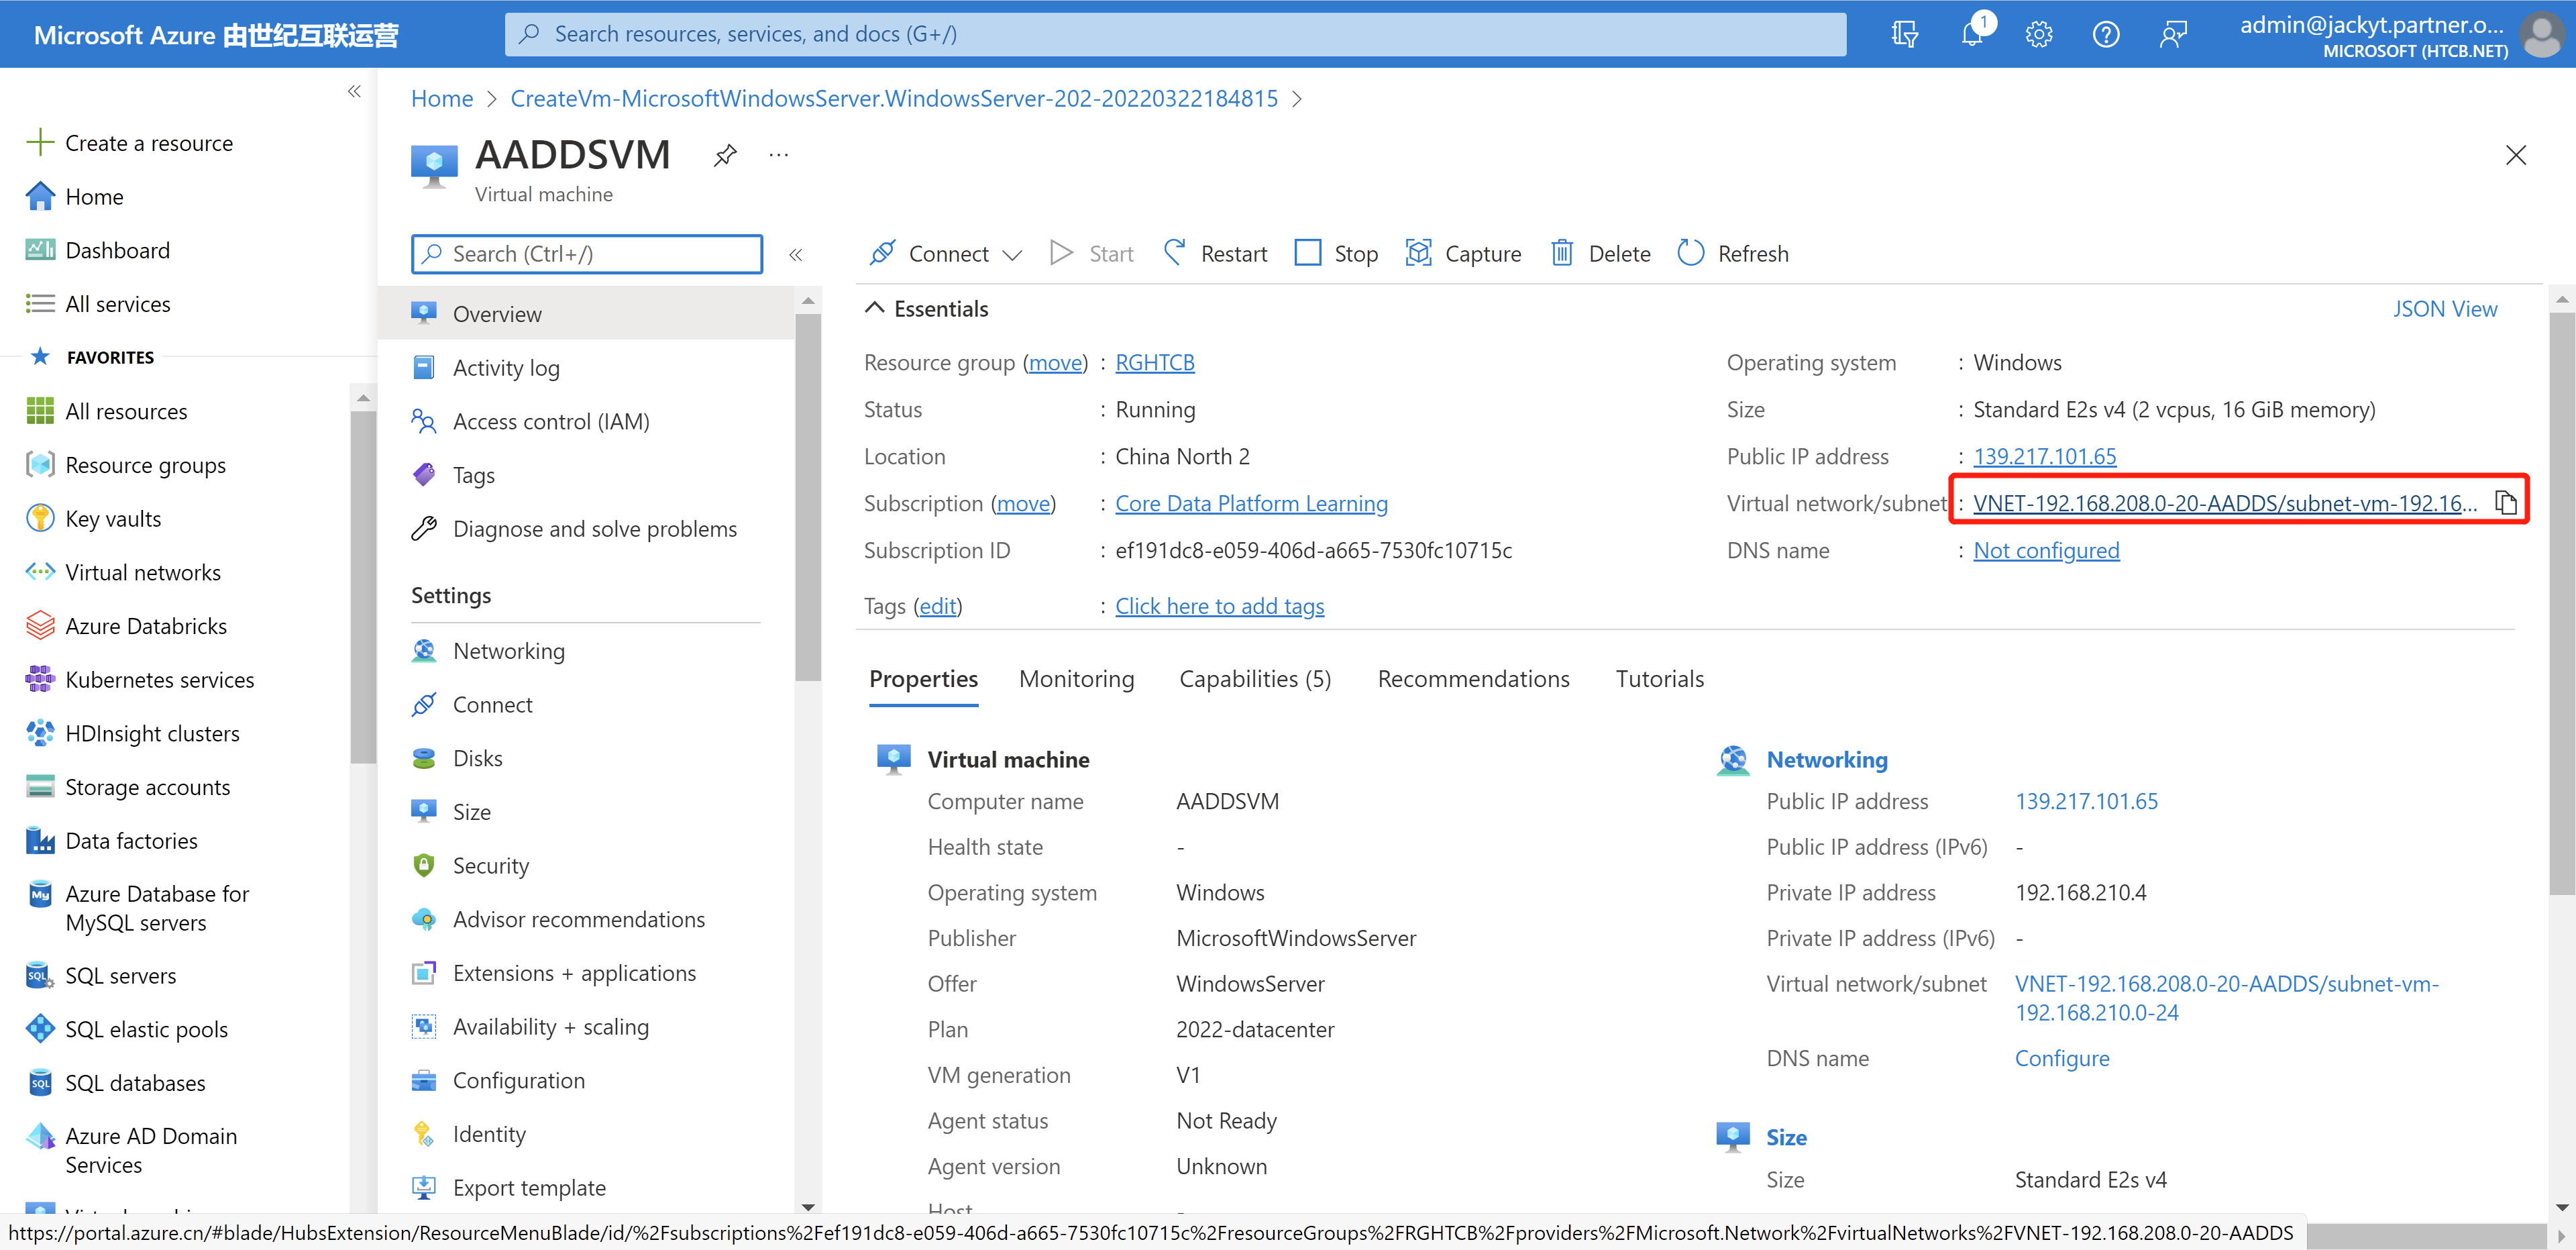 Microsoft Azure 由世纪互联运营
Search resources, services, and docs (G+/)
1
admin@jackyt.partner.o...
MICROSOFT (HTCB.NET)
Create a resource
Home
Dashboard
All services
FAVORITES
All resources
Resource groups
Key vaults
Virtual networks
Azure Databricks
Kubernetes services
HDInsight clusters
Storage accounts
Data factories
Azure Database for
MySQL servers
SQL servers
SQL elastic pools
SQL databases
Azure AD Domain
Services
Home > CreateVm-MicrosoftWindowsServer.WindowsServer-202-20220322184815 >
AADDSVM
...
Virtual machine
Search (Ctrl+/)
Overview
Activity log
Access control (IAM)
Tags
Diagnose and solve problems
Settings
Networking
Connect
Disks
Size
Security
Advisor recommendations
Extensions + applications
Availability + scaling
Configuration
Identity
Export template
Connect
Start
Restart
Stop
Capture
Delete
Refresh
Essentials
JSON View
Resource group (move) : RGHTCB
Status : Running
Location : China North 2
Subscription (move) : Core Data Platform Learning
Subscription ID : ef191dc8-e059-406d-a665-7530fc10715c
Tags (edit) : Click here to add tags
Operating system : Windows
Size : Standard E2s v4 (2 vcpus, 16 GiB memory)
Public IP address : 139.217.101.65
Virtual network/subnet : VNET-192.168.208.0-20-AADDS/subnet-vm-192.16...
DNS name : Not configured
Properties
Monitoring
Capabilities (5)
Recommendations
Tutorials
Virtual machine
Computer name AADDSVM
Health state -
Operating system Windows
Publisher MicrosoftWindowsServer
Offer WindowsServer
Plan 2022-datacenter
VM generation V1
Agent status Not Ready
Agent version Unknown
Host
Networking
Public IP address 139.217.101.65
Public IP address (IPv6) -
Private IP address 192.168.210.4
Private IP address (IPv6) -
Virtual network/subnet VNET-192.168.208.0-20-AADDS/subnet-vm-
192.168.210.0-24
DNS name Configure
Size
Size Standard E2s v4
https://portal.azure.cn/#blade/HubsExtension/ResourceMenuBlade/id/%2Fsubscriptions%2Fef191dc8-e059-406d-a665-7530fc10715c%2FresourceGroups%2FRGHTCB%2Fproviders%2FMicrosoft.Network%2FvirtualNetworks%2FVNET-192.168.208.0-20-AADDS